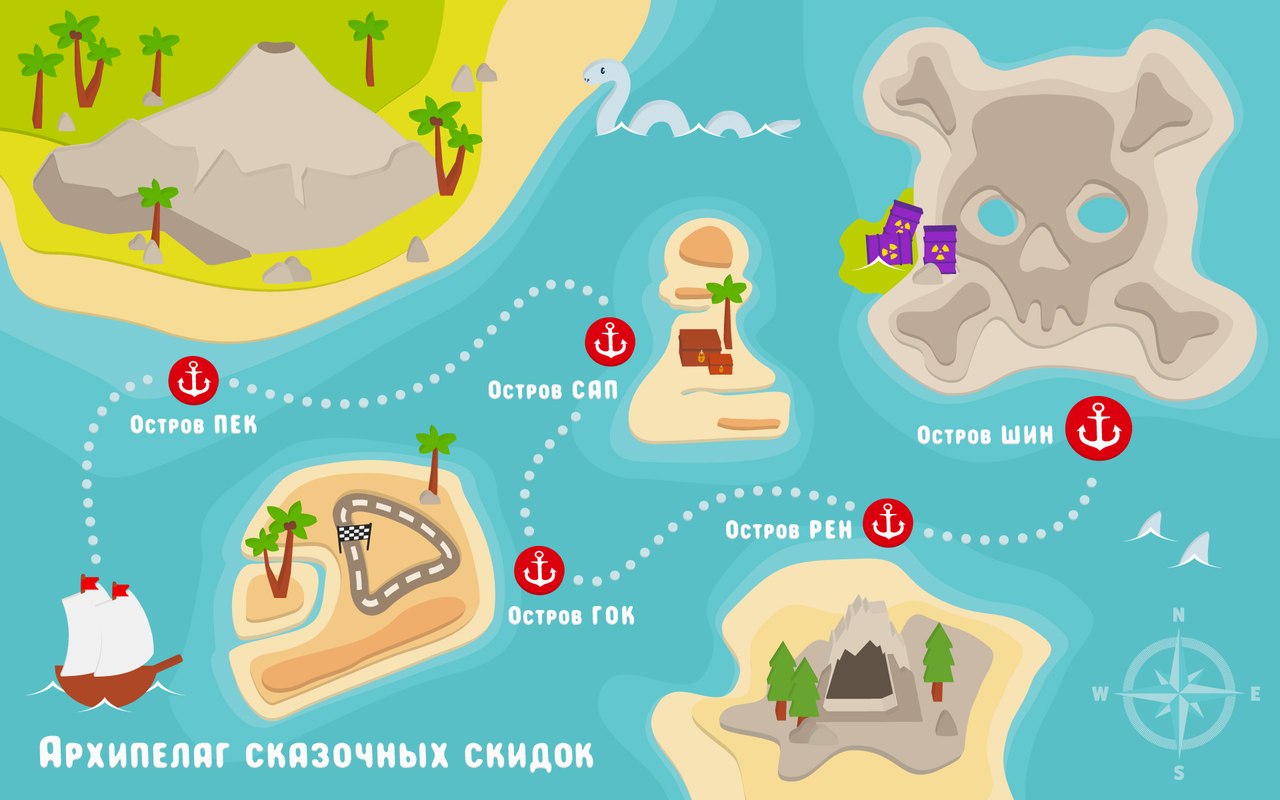 Остров ПЕК
Остров САП
Остров ШИН
Остров РЕН
Остров ГОК
N
W E
S
Архипелаг сказочных скидок